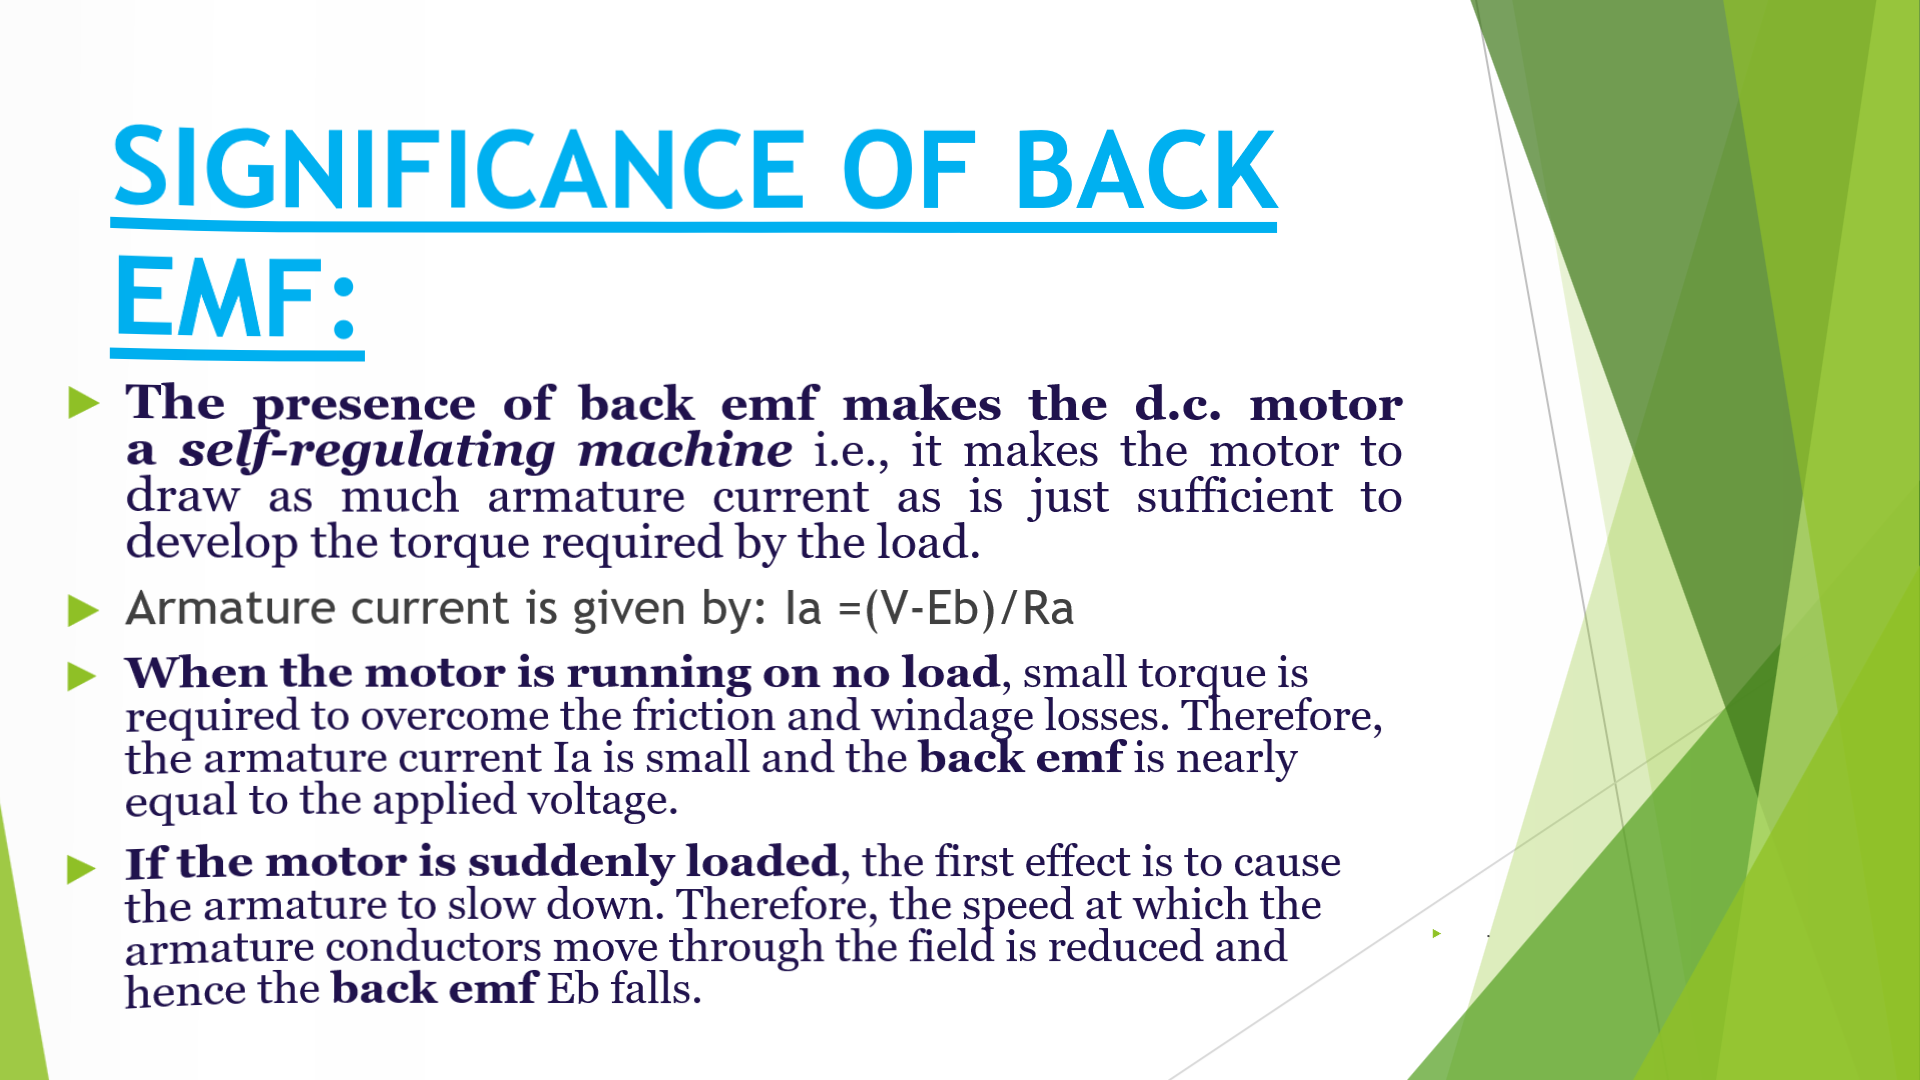 SIGNIFICANCE OF BACK
EMF:
The presence of back emf makes the d.c. motor
a self-regulating machine i.e., it makes the motor to
draw as much armature current as is just sufficient to
develop the torque required by the load.
Armature current is given by: Ia =(V-Eb)/Ra
When the motor is running on no load, small torque is
required to overcome the friction and windage losses. Therefore,
the armature current Ia is small and the back emf is nearly
equal to the applied voltage.
If the motor is suddenly loaded, the first effect is to cause
the armature to slow down. Therefore, the speed at which the
armature conductors move through the field is reduced and
hence the back emf Eb falls.
.